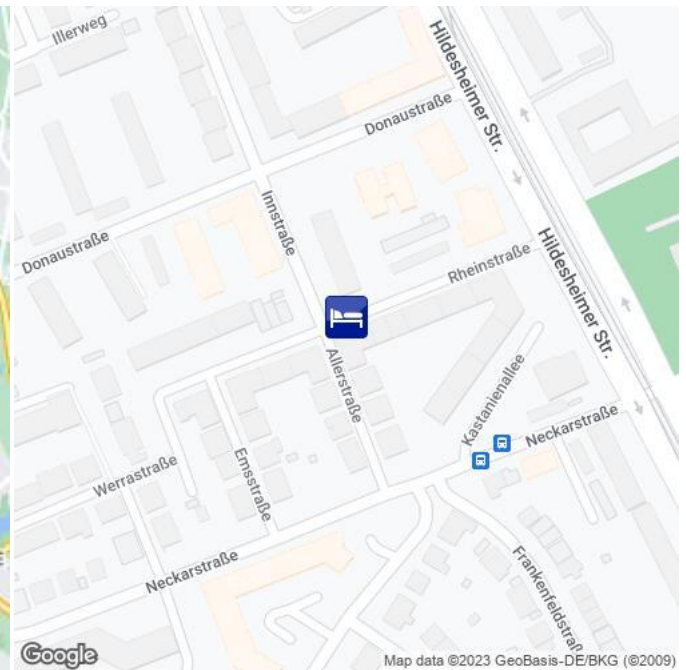 Illerweg
Hildesheimer Str.
Donaustraße
Innstraße
Donaustraße
Hildesheimer Str.
Rheinstraße
Allerstraße
Kastanienallee
Neckarstraße
Werrastraße
Emsstraße
Neckarstraße
Frankenfeldstraß
Google
Map data ©2023 GeoBasis-DE/BKG (©2009)